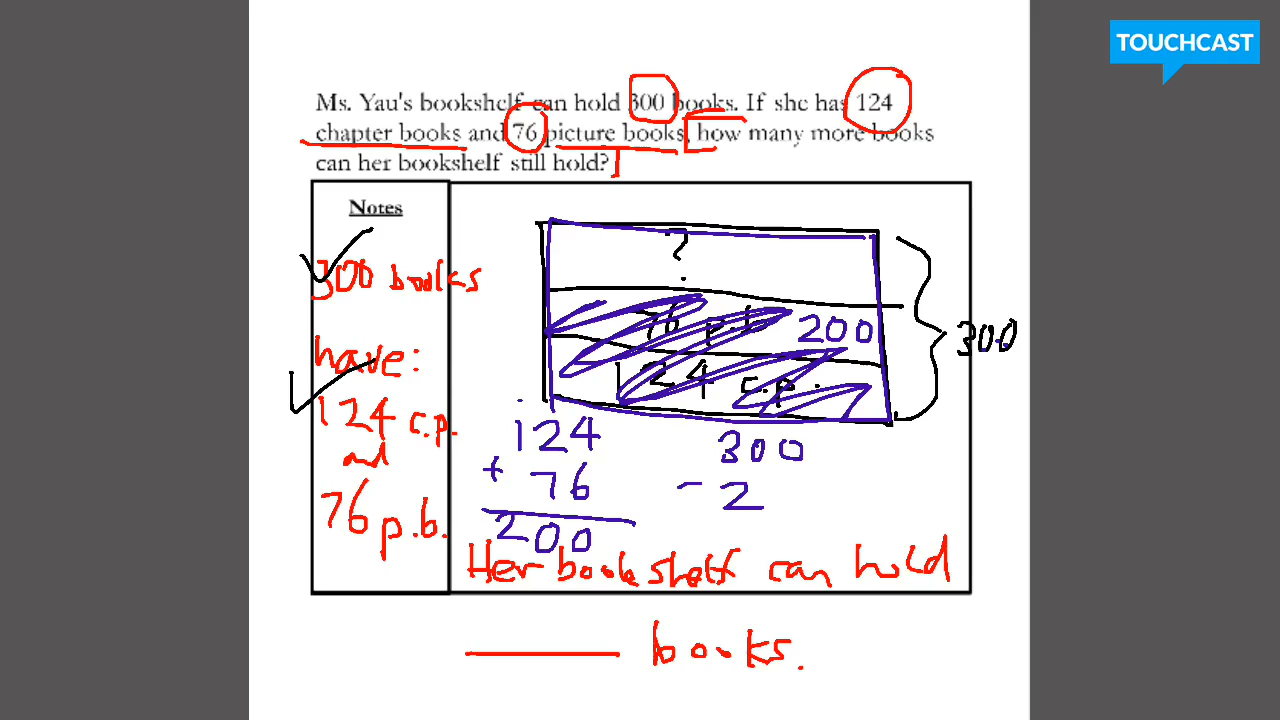 TOUCHCAST
Ms. Yau's bookshelf can hold 300 books. If she has 124
chapter books and 76 picture books, how many more books
can her bookshelf still hold?
Notes
300 books
have:
124 c.p.
and
76 p.b.
?
76 p.b 200
124 c.p.
300
124
+ 76
200
300
- 2
Her bookshelf can hold
books.